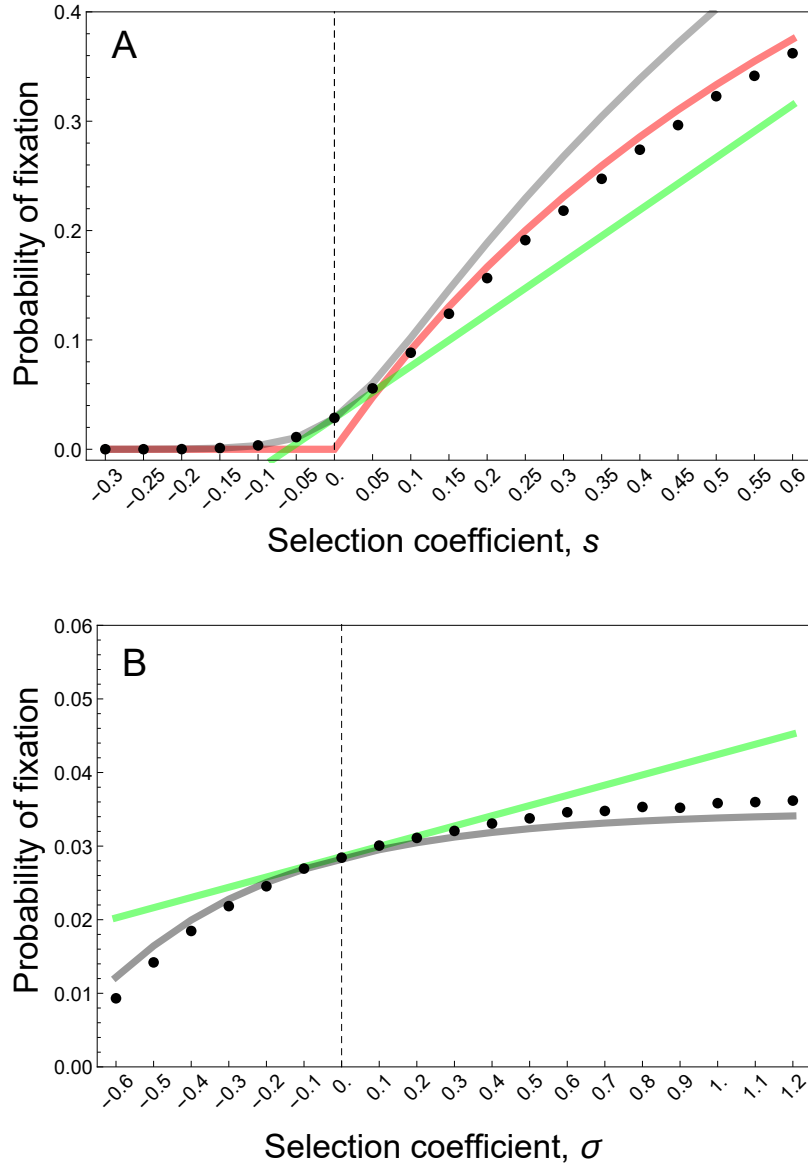 A
Probability of fixation
0.4
0.3
0.2
0.1
0.0
−0.3 −0.25 −0.2 −0.15 −0.1 −0.05 0. 0.05 0.1 0.15 0.2 0.25 0.3 0.35 0.4 0.45 0.5 0.55 0.6
Selection coefficient, s
B
Probability of fixation
0.06
0.05
0.04
0.03
0.02
0.01
0.00
−0.6 −0.5 −0.4 −0.3 −0.2 −0.1 0. 0.1 0.2 0.3 0.4 0.5 0.6 0.7 0.8 0.9 1. 1.1 1.2
Selection coefficient, σ